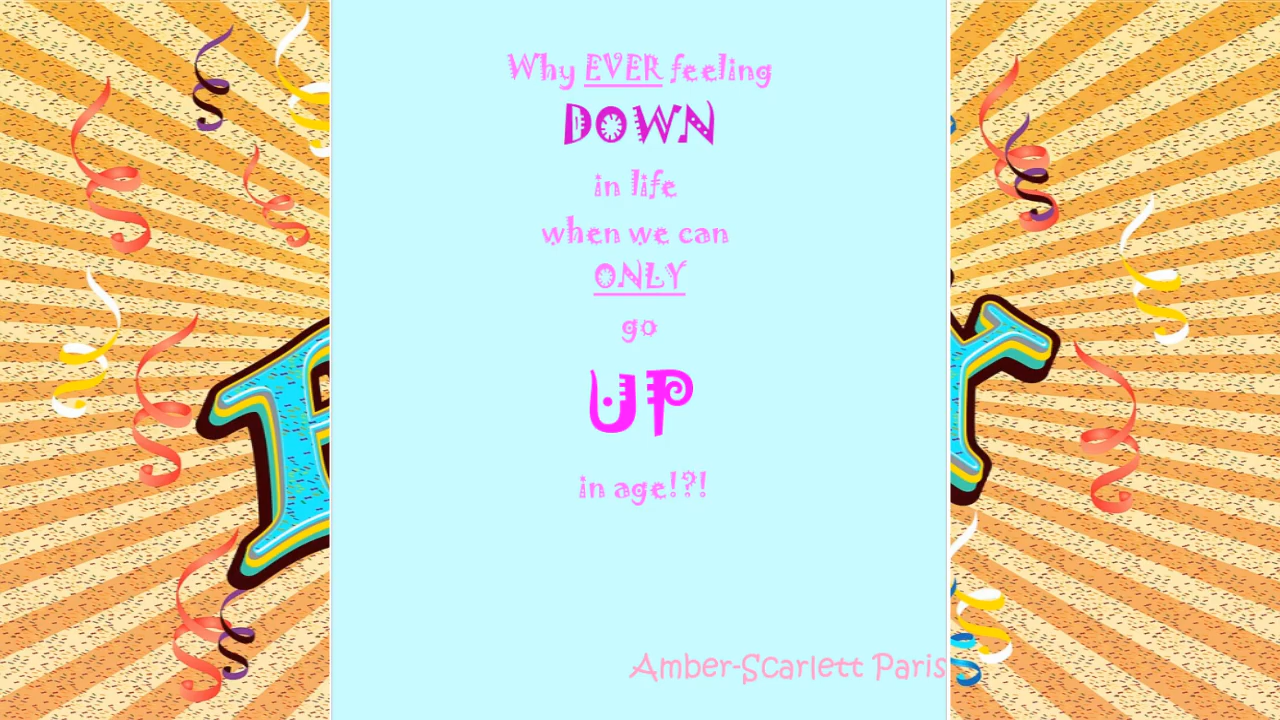 Why EVER feeling
DOWN
in life
when we can
ONLY
go
UP
in age!?!
Amber-Scarlett Paris